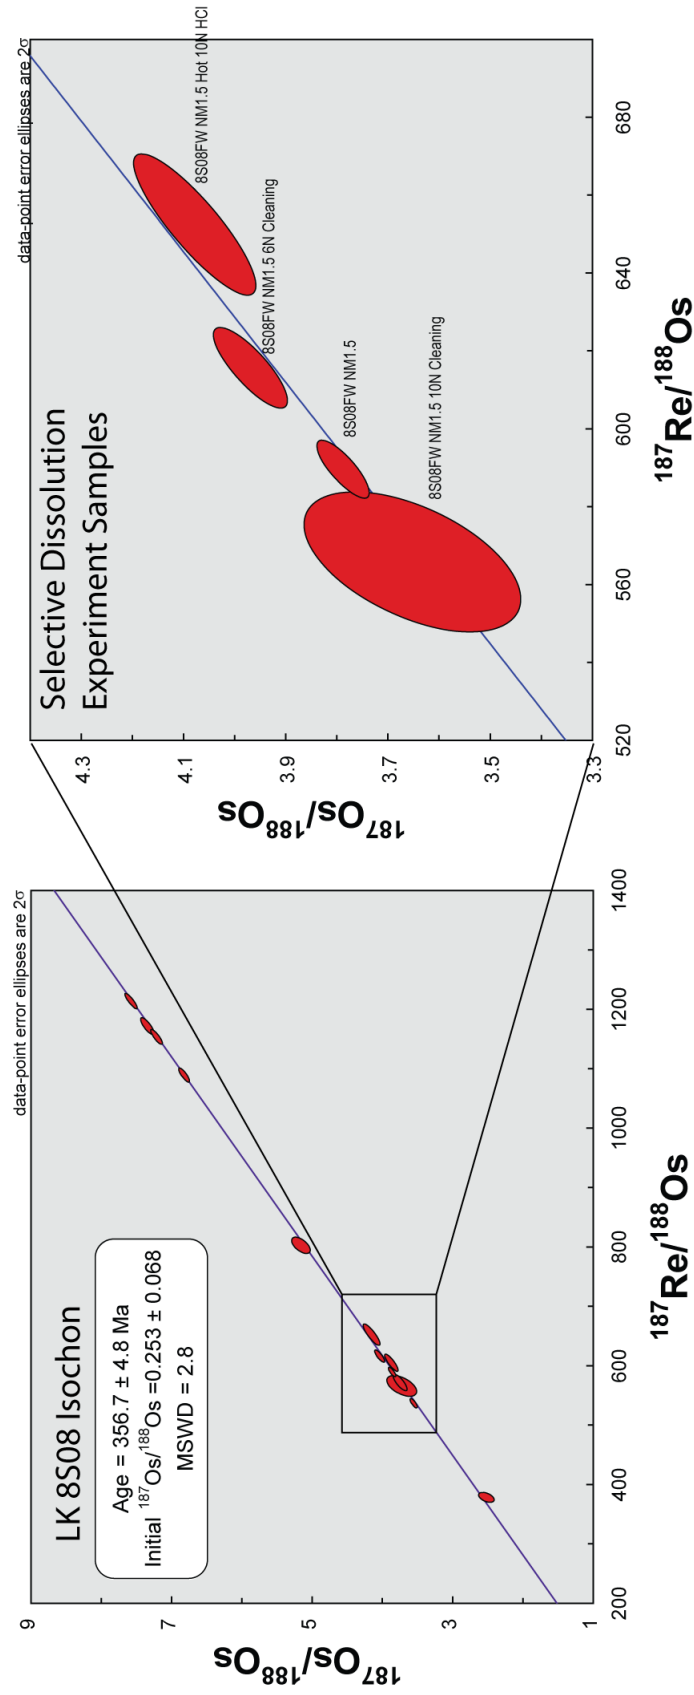 LK 8S08 Isochon
data-point error ellipses are 2σ
Age = 356.7 ± 4.8 Ma
Initial ¹⁸⁷Os/¹⁸⁸Os =0.253 ± 0.068
MSWD = 2.8
9
7
5
3
1
¹⁸⁷Os/¹⁸⁸Os
200
400
600
800
1000
1200
1400
¹⁸⁷Re/¹⁸⁸Os
data-point error ellipses are 2σ
Selective Dissolution
Experiment Samples
8S08FW NM1.5 Hot 10N HCl
8S08FW NM1.5 6N Cleaning
8S08FW NM1.5
8S08FW NM1.5 10N Cleaning
4.3
4.1
3.9
3.7
3.5
3.3
¹⁸⁷Os/¹⁸⁸Os
520
560
600
640
680
¹⁸⁷Re/¹⁸⁸Os